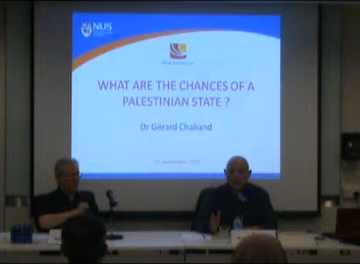 NUS
WHAT ARE THE CHANCES OF A
PALESTINIAN STATE ?
Dr Gérard Chaliand